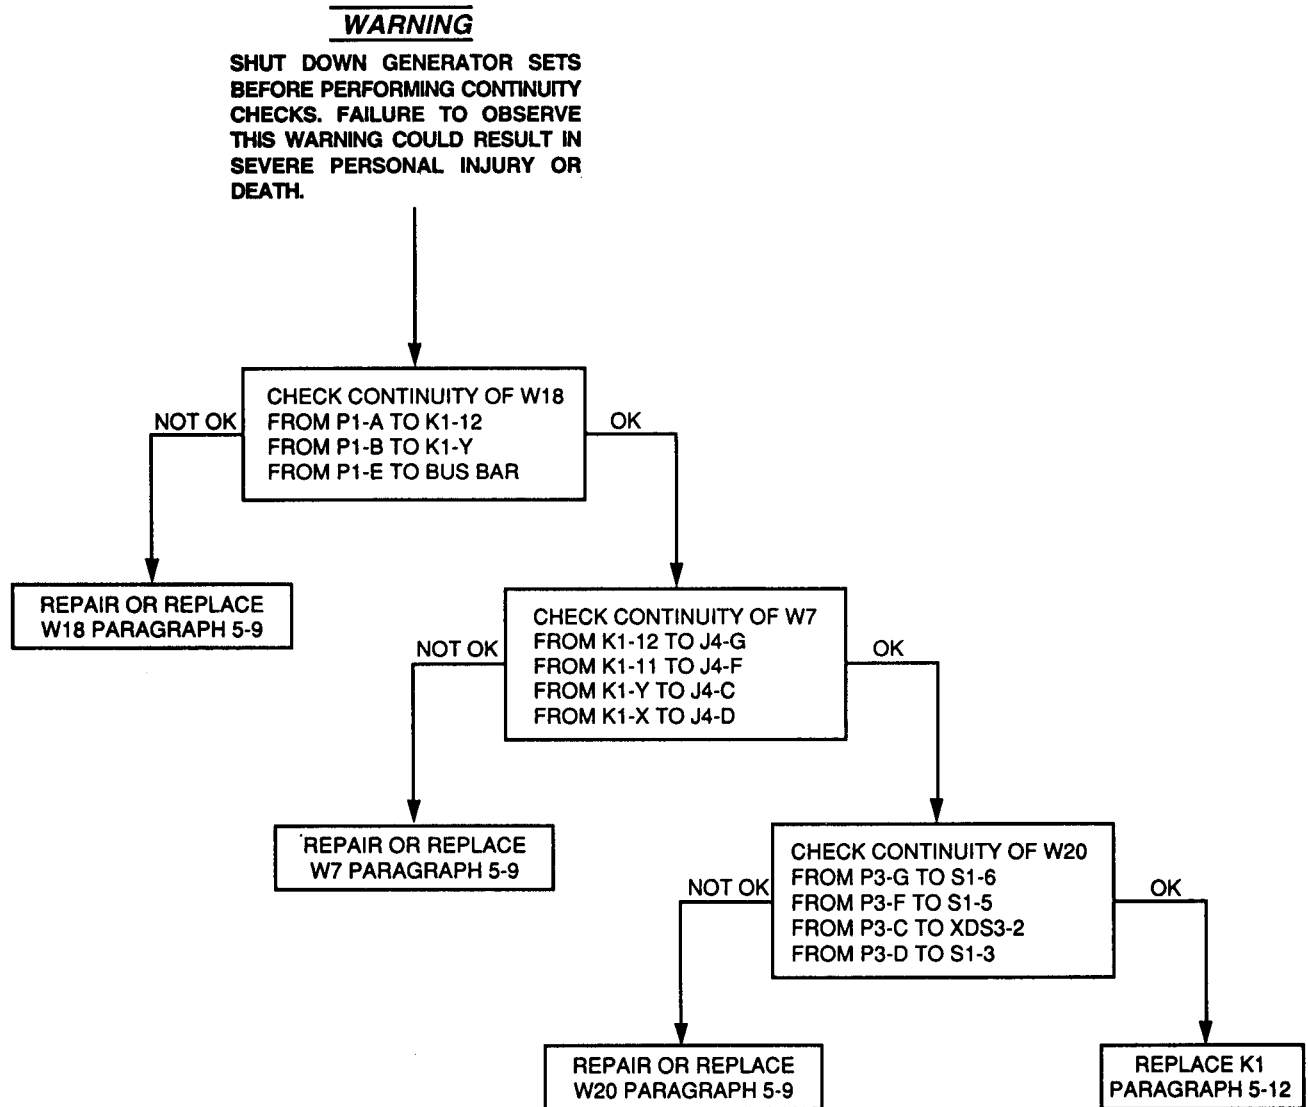 WARNING
SHUT DOWN GENERATOR SETS
BEFORE PERFORMING CONTINUITY
CHECKS. FAILURE TO OBSERVE
THIS WARNING COULD RESULT IN
SEVERE PERSONAL INJURY OR
DEATH.
CHECK CONTINUITY OF W18
FROM P1-A TO K1-12
FROM P1-B TO K1-Y
FROM P1-E TO BUS BAR
NOT OK
OK
REPAIR OR REPLACE
W18 PARAGRAPH 5-9
CHECK CONTINUITY OF W7
FROM K1-12 TO J4-G
FROM K1-11 TO J4-F
FROM K1-Y TO J4-C
FROM K1-X TO J4-D
NOT OK
OK
REPAIR OR REPLACE
W7 PARAGRAPH 5-9
CHECK CONTINUITY OF W20
FROM P3-G TO S1-6
FROM P3-F TO S1-5
FROM P3-C TO XDS3-2
FROM P3-D TO S1-3
NOT OK
OK
REPAIR OR REPLACE
W20 PARAGRAPH 5-9
REPLACE K1
PARAGRAPH 5-12